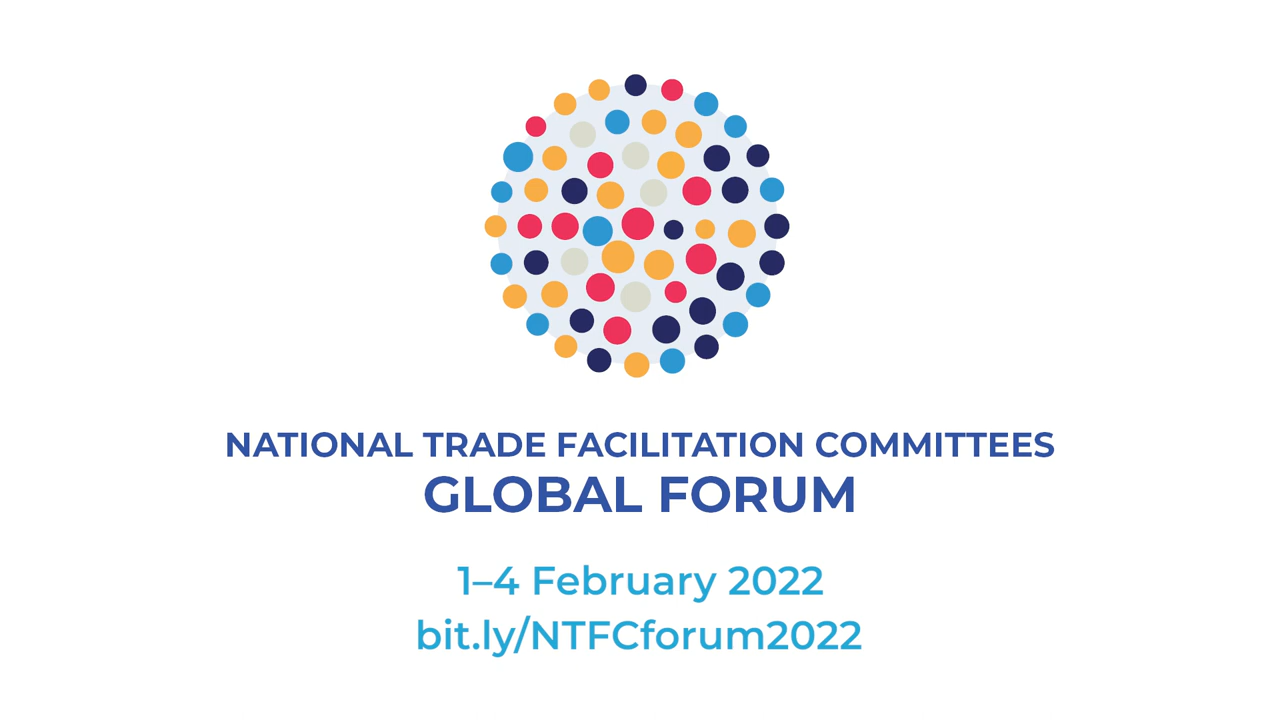 NATIONAL TRADE FACILITATION COMMITTEES
GLOBAL FORUM
1–4 February 2022
bit.ly/NTFCforum2022